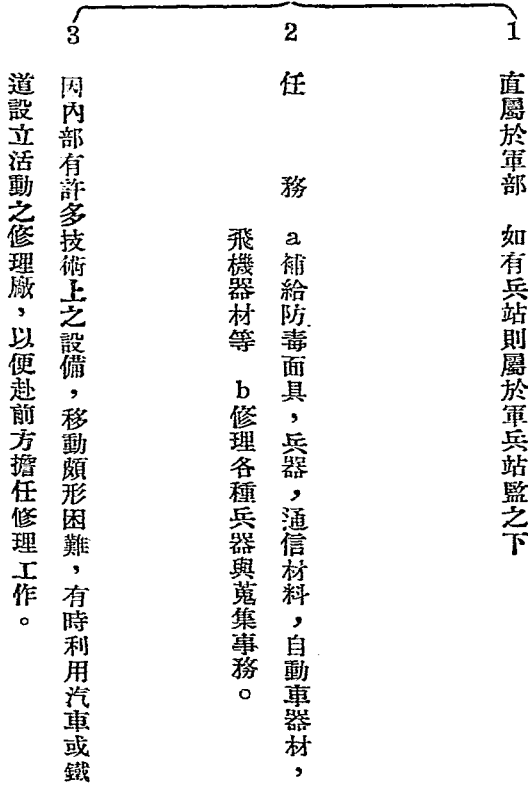 1 直屬於軍部 如有兵站則屬於軍兵站監之下
2 任 務 a補給防毒面具，兵器，通信材料，自動車器材，
飛機器材等 b修理各種兵器與蒐集事務。
3 因內部有許多技術上之設備，移動頗形困難，有時利用汽車或鐵
道設立活動之修理廠，以便赴前方擔任修理工作。